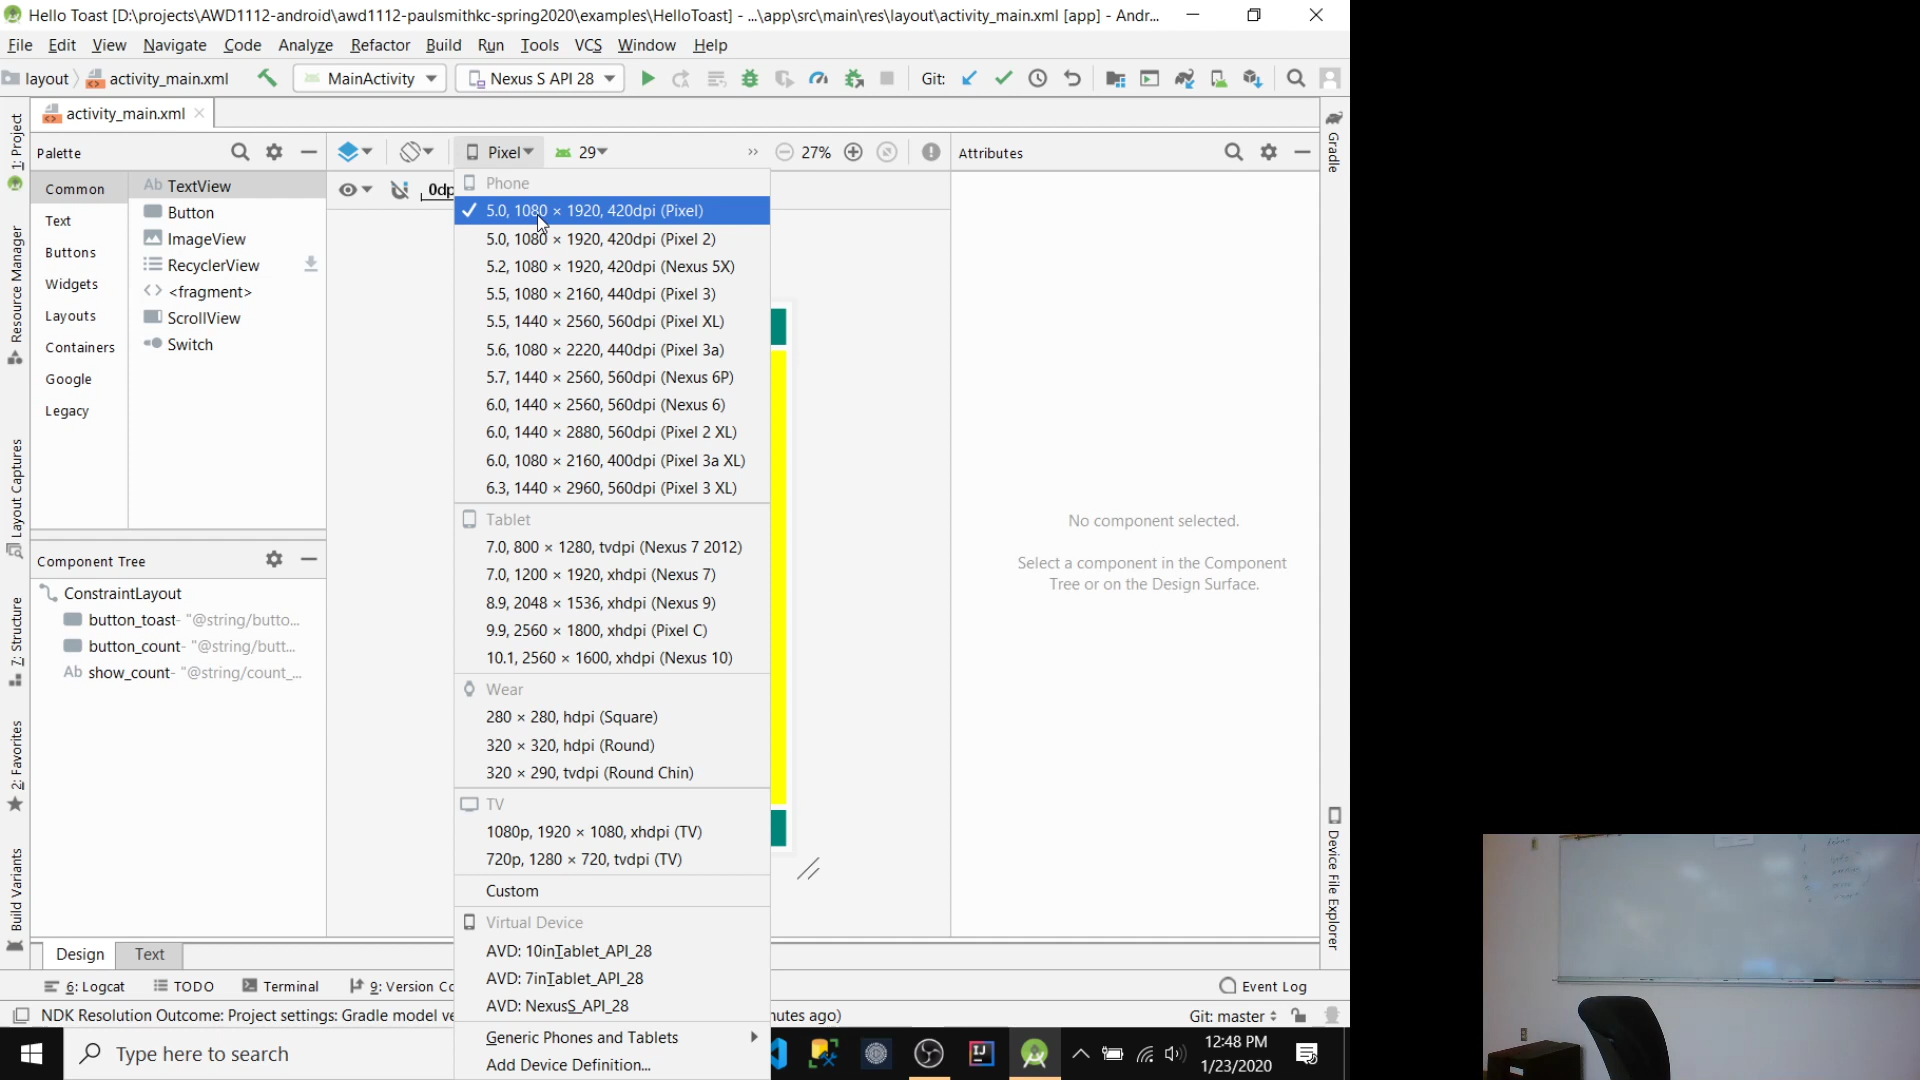 Hello Toast [D:\projects\AWD1112-android\awd1112-paulsmithkc-spring2020\examples\HelloToast] - ...\app\src\main\res\layout\activity_main.xml [app] - Andr...
File Edit View Navigate Code Analyze Refactor Build Run Tools VCS Window Help
layout activity_main.xml MainActivity Nexus S API 28 Git:
activity_main.xml
Palette
Pixel 29 27%
Attributes
0dp
Common
Text
Buttons
Widgets
Layouts
Containers
Google
Legacy
Ab TextView
Button
ImageView
RecyclerView
<> <fragment>
ScrollView
Switch
Component Tree
ConstraintLayout
button_toast- "@string/butto...
button_count- "@string/butt...
Ab show_count- "@string/count_...
Phone
5.0, 1080 × 1920, 420dpi (Pixel)
5.0, 1080 × 1920, 420dpi (Pixel 2)
5.2, 1080 × 1920, 420dpi (Nexus 5X)
5.5, 1080 × 2160, 440dpi (Pixel 3)
5.5, 1440 × 2560, 560dpi (Pixel XL)
5.6, 1080 × 2220, 440dpi (Pixel 3a)
5.7, 1440 × 2560, 560dpi (Nexus 6P)
6.0, 1440 × 2560, 560dpi (Nexus 6)
6.0, 1440 × 2880, 560dpi (Pixel 2 XL)
6.0, 1080 × 2160, 400dpi (Pixel 3a XL)
6.3, 1440 × 2960, 560dpi (Pixel 3 XL)
Tablet
7.0, 800 × 1280, tvdpi (Nexus 7 2012)
7.0, 1200 × 1920, xhdpi (Nexus 7)
8.9, 2048 × 1536, xhdpi (Nexus 9)
9.9, 2560 × 1800, xhdpi (Pixel C)
10.1, 2560 × 1600, xhdpi (Nexus 10)
Wear
280 × 280, hdpi (Square)
320 × 320, hdpi (Round)
320 × 290, tvdpi (Round Chin)
TV
1080p, 1920 × 1080, xhdpi (TV)
720p, 1280 × 720, tvdpi (TV)
Custom
Virtual Device
AVD: 10inTablet_API_28
AVD: 7inTablet_API_28
AVD: NexusS_API_28
Generic Phones and Tablets
Add Device Definition...
No component selected.
Select a component in the Component
Tree or on the Design Surface.
1: Project
Resource Manager
Layout Captures
7: Structure
2: Favorites
Build Variants
Gradle
Device File Explorer
Design Text
6: Logcat TODO Terminal 9: Version Co
Event Log
NDK Resolution Outcome: Project settings: Gradle model ve
nutes ago)
Git: master
Type here to search
12:48 PM
1/23/2020